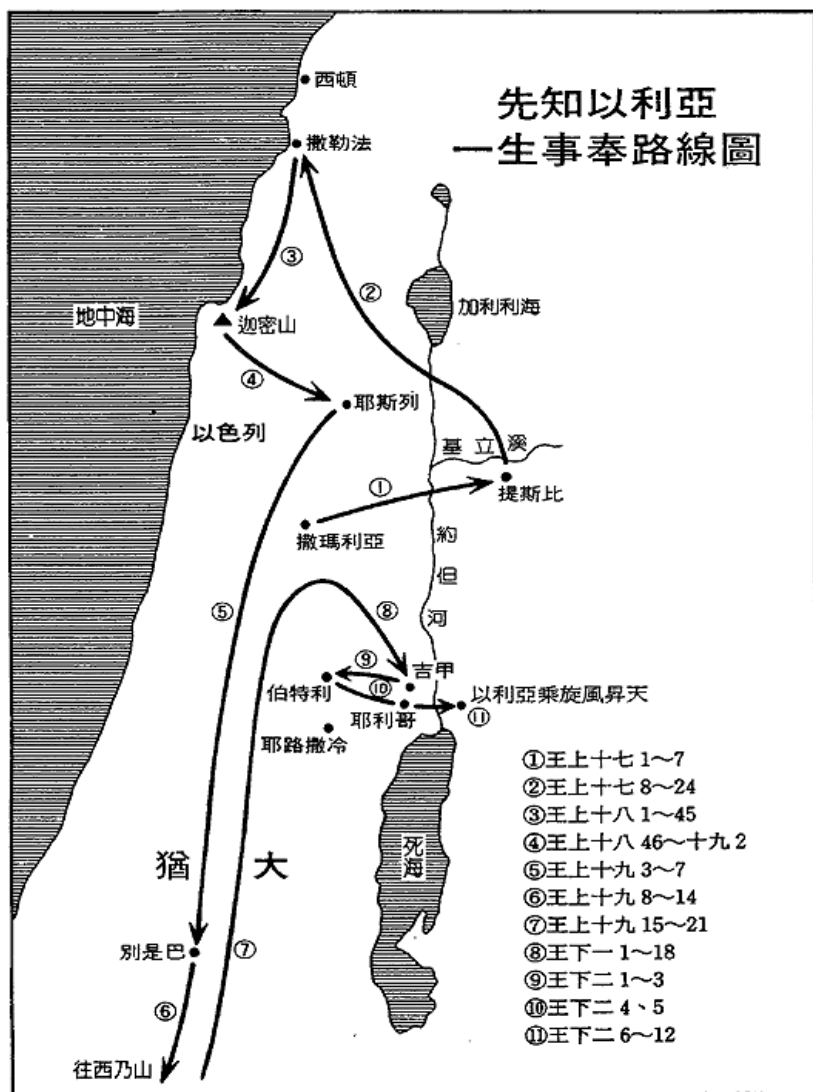 先知以利亞
一生事奉路線圖
西頓
撒勒法
③
②
加利利海
地中海
迦密山
④
耶斯列
以色列
基立溪
①
提斯比
撒瑪利亞
約但河
⑤
⑧
⑨
吉甲
伯特利
⑩
以利亞乘旋風昇天
耶利哥
⑪
耶路撒冷
死海
猶大
別是巴
⑦
⑥
往西乃山
①王上十七1～7
②王上十七8～24
③王上十八1～45
④王上十八46～十九2
⑤王上十九3～7
⑥王上十九8～14
⑦王上十九15～21
⑧王下一1～18
⑨王下二1～3
⑩王下二4、5
⑪王下二6～12